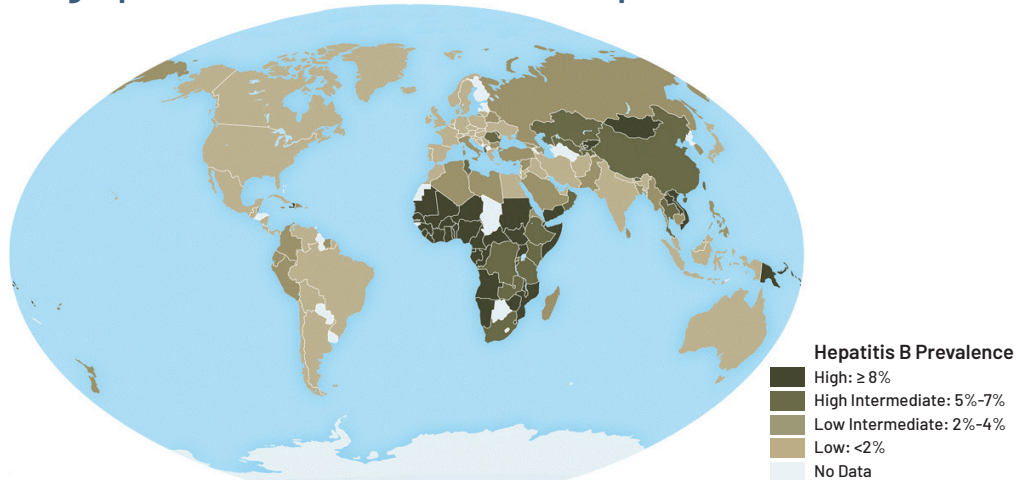 Hepatitis B Prevalence
High: ≥ 8%
High Intermediate: 5%-7%
Low Intermediate: 2%-4%
Low: <2%
No Data